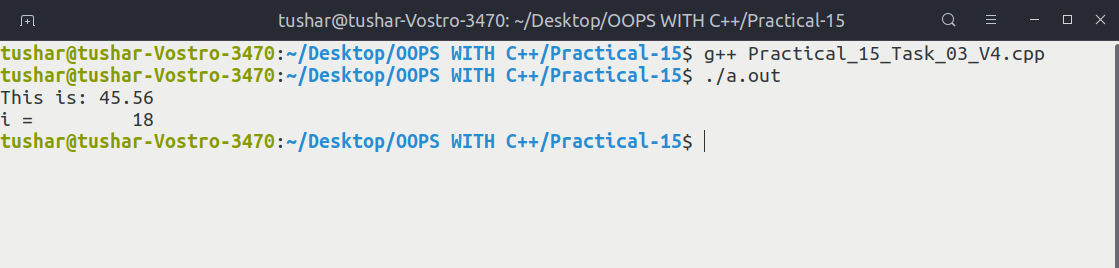 tushar@tushar-Vostro-3470: ~/Desktop/OOPS WITH C++/Practical-15
tushar@tushar-Vostro-3470:~/Desktop/OOPS WITH C++/Practical-15$ g++ Practical_15_Task_03_V4.cpp
tushar@tushar-Vostro-3470:~/Desktop/OOPS WITH C++/Practical-15$ ./a.out
This is: 45.56
i =         18
tushar@tushar-Vostro-3470:~/Desktop/OOPS WITH C++/Practical-15$